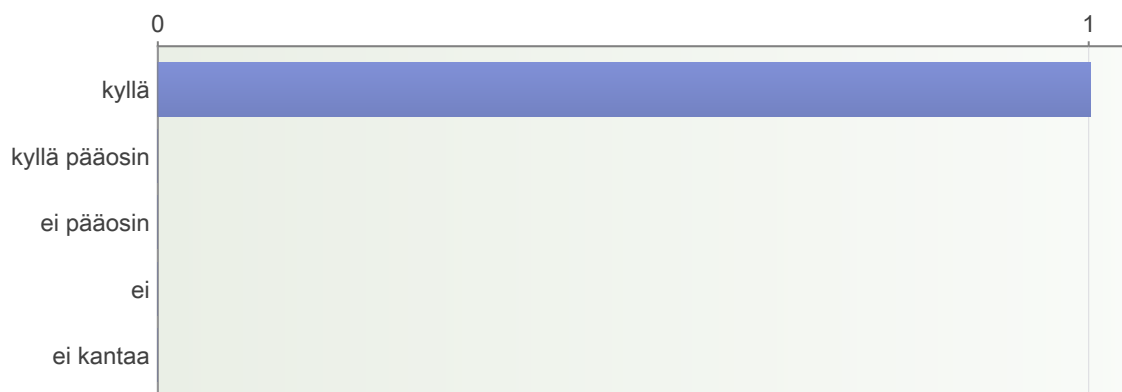 0 1
kyllä
kyllä pääosin
ei pääosin
ei
ei kantaa